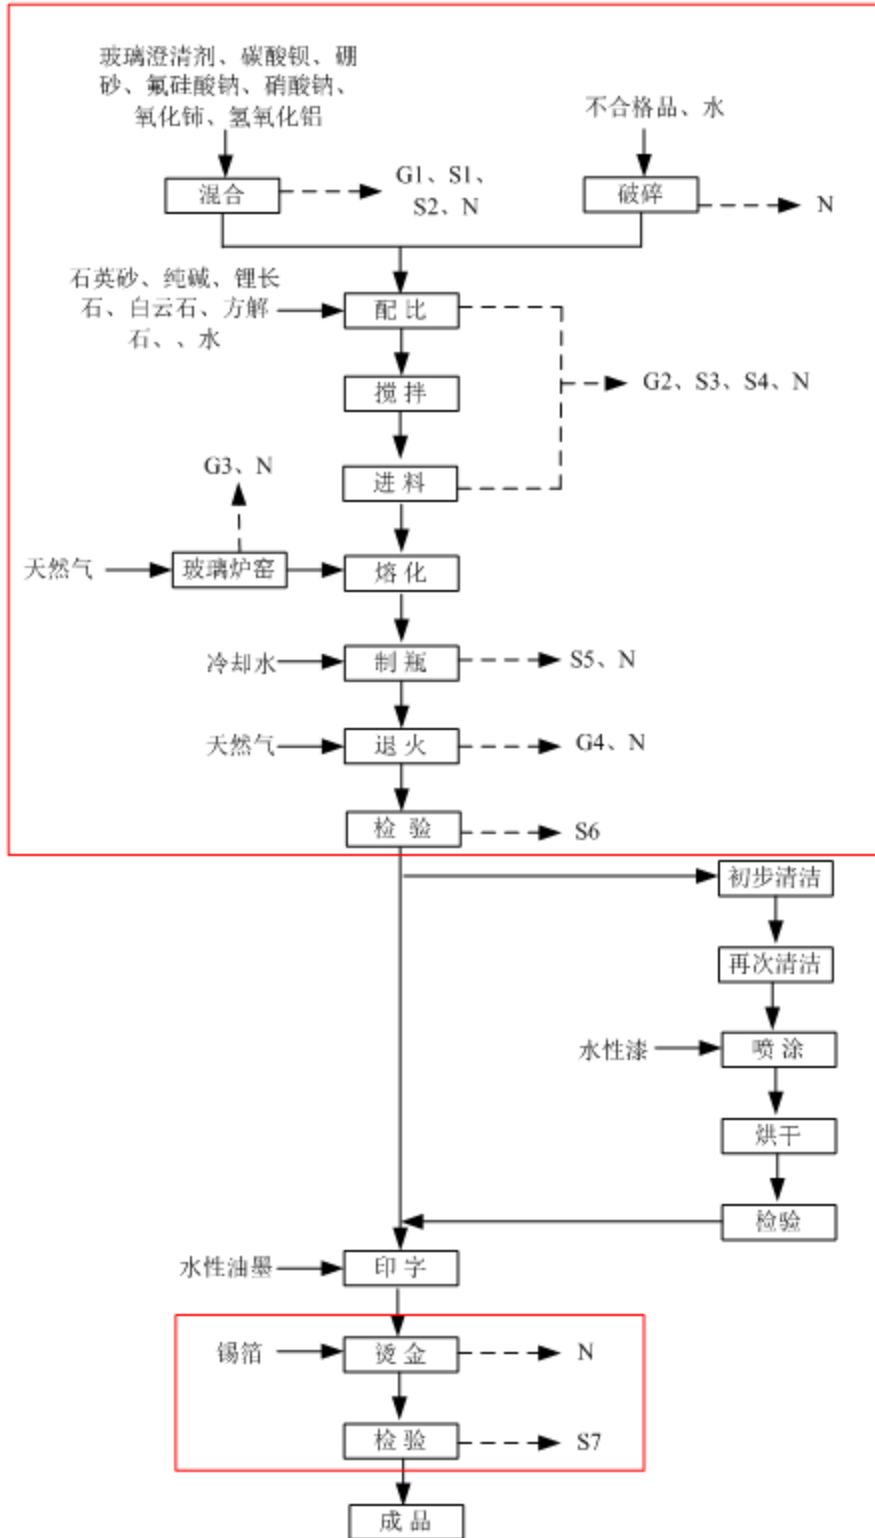 玻璃澄清剂、碳酸钡、硼
砂、氟硅酸钠、硝酸钠、
氧化铈、氢氧化铝
不合格品、水
混合
G1、S1、
S2、N
破碎
N
石英砂、纯碱、锂长
石、白云石、方解
石、、水
配比
搅拌
G2、S3、S4、N
进料
G3、N
天然气
玻璃炉窑
熔化
冷却水
制瓶
S5、N
天然气
退火
G4、N
检验
S6
初步清洁
再次清洁
水性漆
喷涂
烘干
检验
水性油墨
印字
锡箔
烫金
N
检验
S7
成品